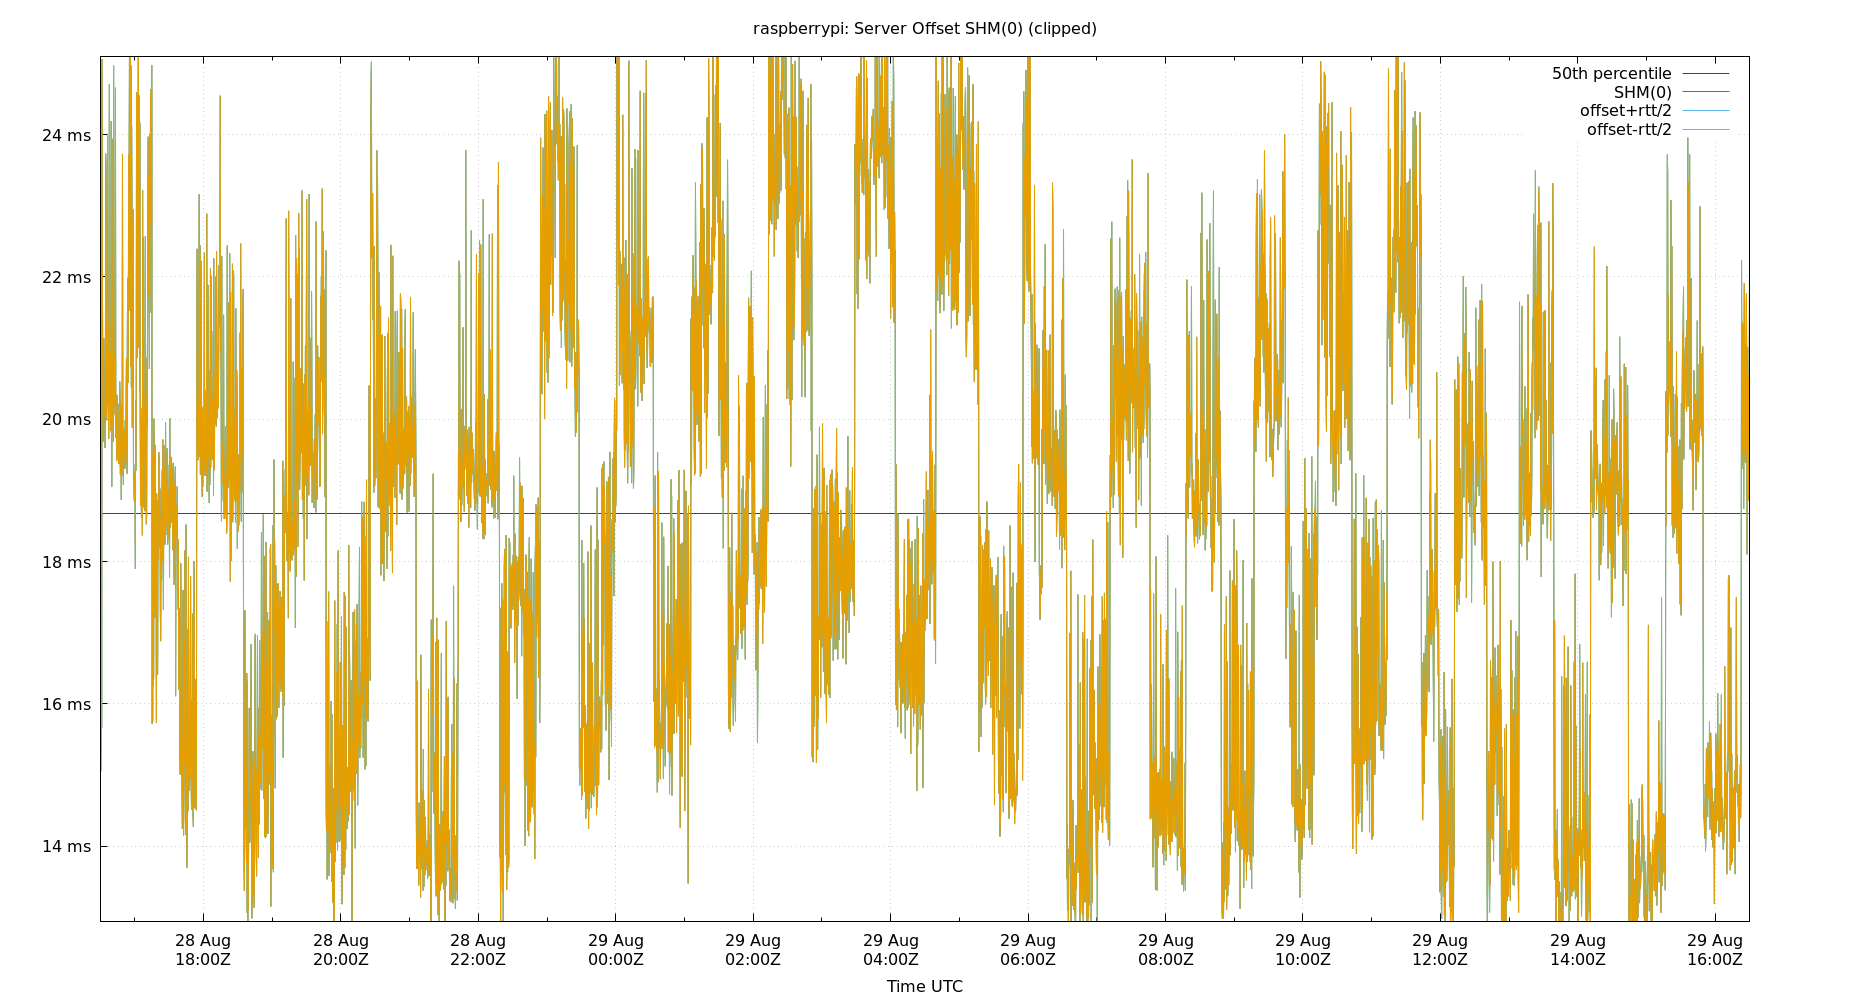 raspberrypi: Server Offset SHM(0) (clipped)
50th percentile
SHM(0)
offset+rtt/2
offset-rtt/2
24 ms
22 ms
20 ms
18 ms
16 ms
14 ms
28 Aug 28 Aug 28 Aug 29 Aug 29 Aug 29 Aug 29 Aug 29 Aug 29 Aug 29 Aug 29 Aug 29 Aug
18:00Z 20:00Z 22:00Z 00:00Z 02:00Z 04:00Z 06:00Z 08:00Z 10:00Z 12:00Z 14:00Z 16:00Z
Time UTC